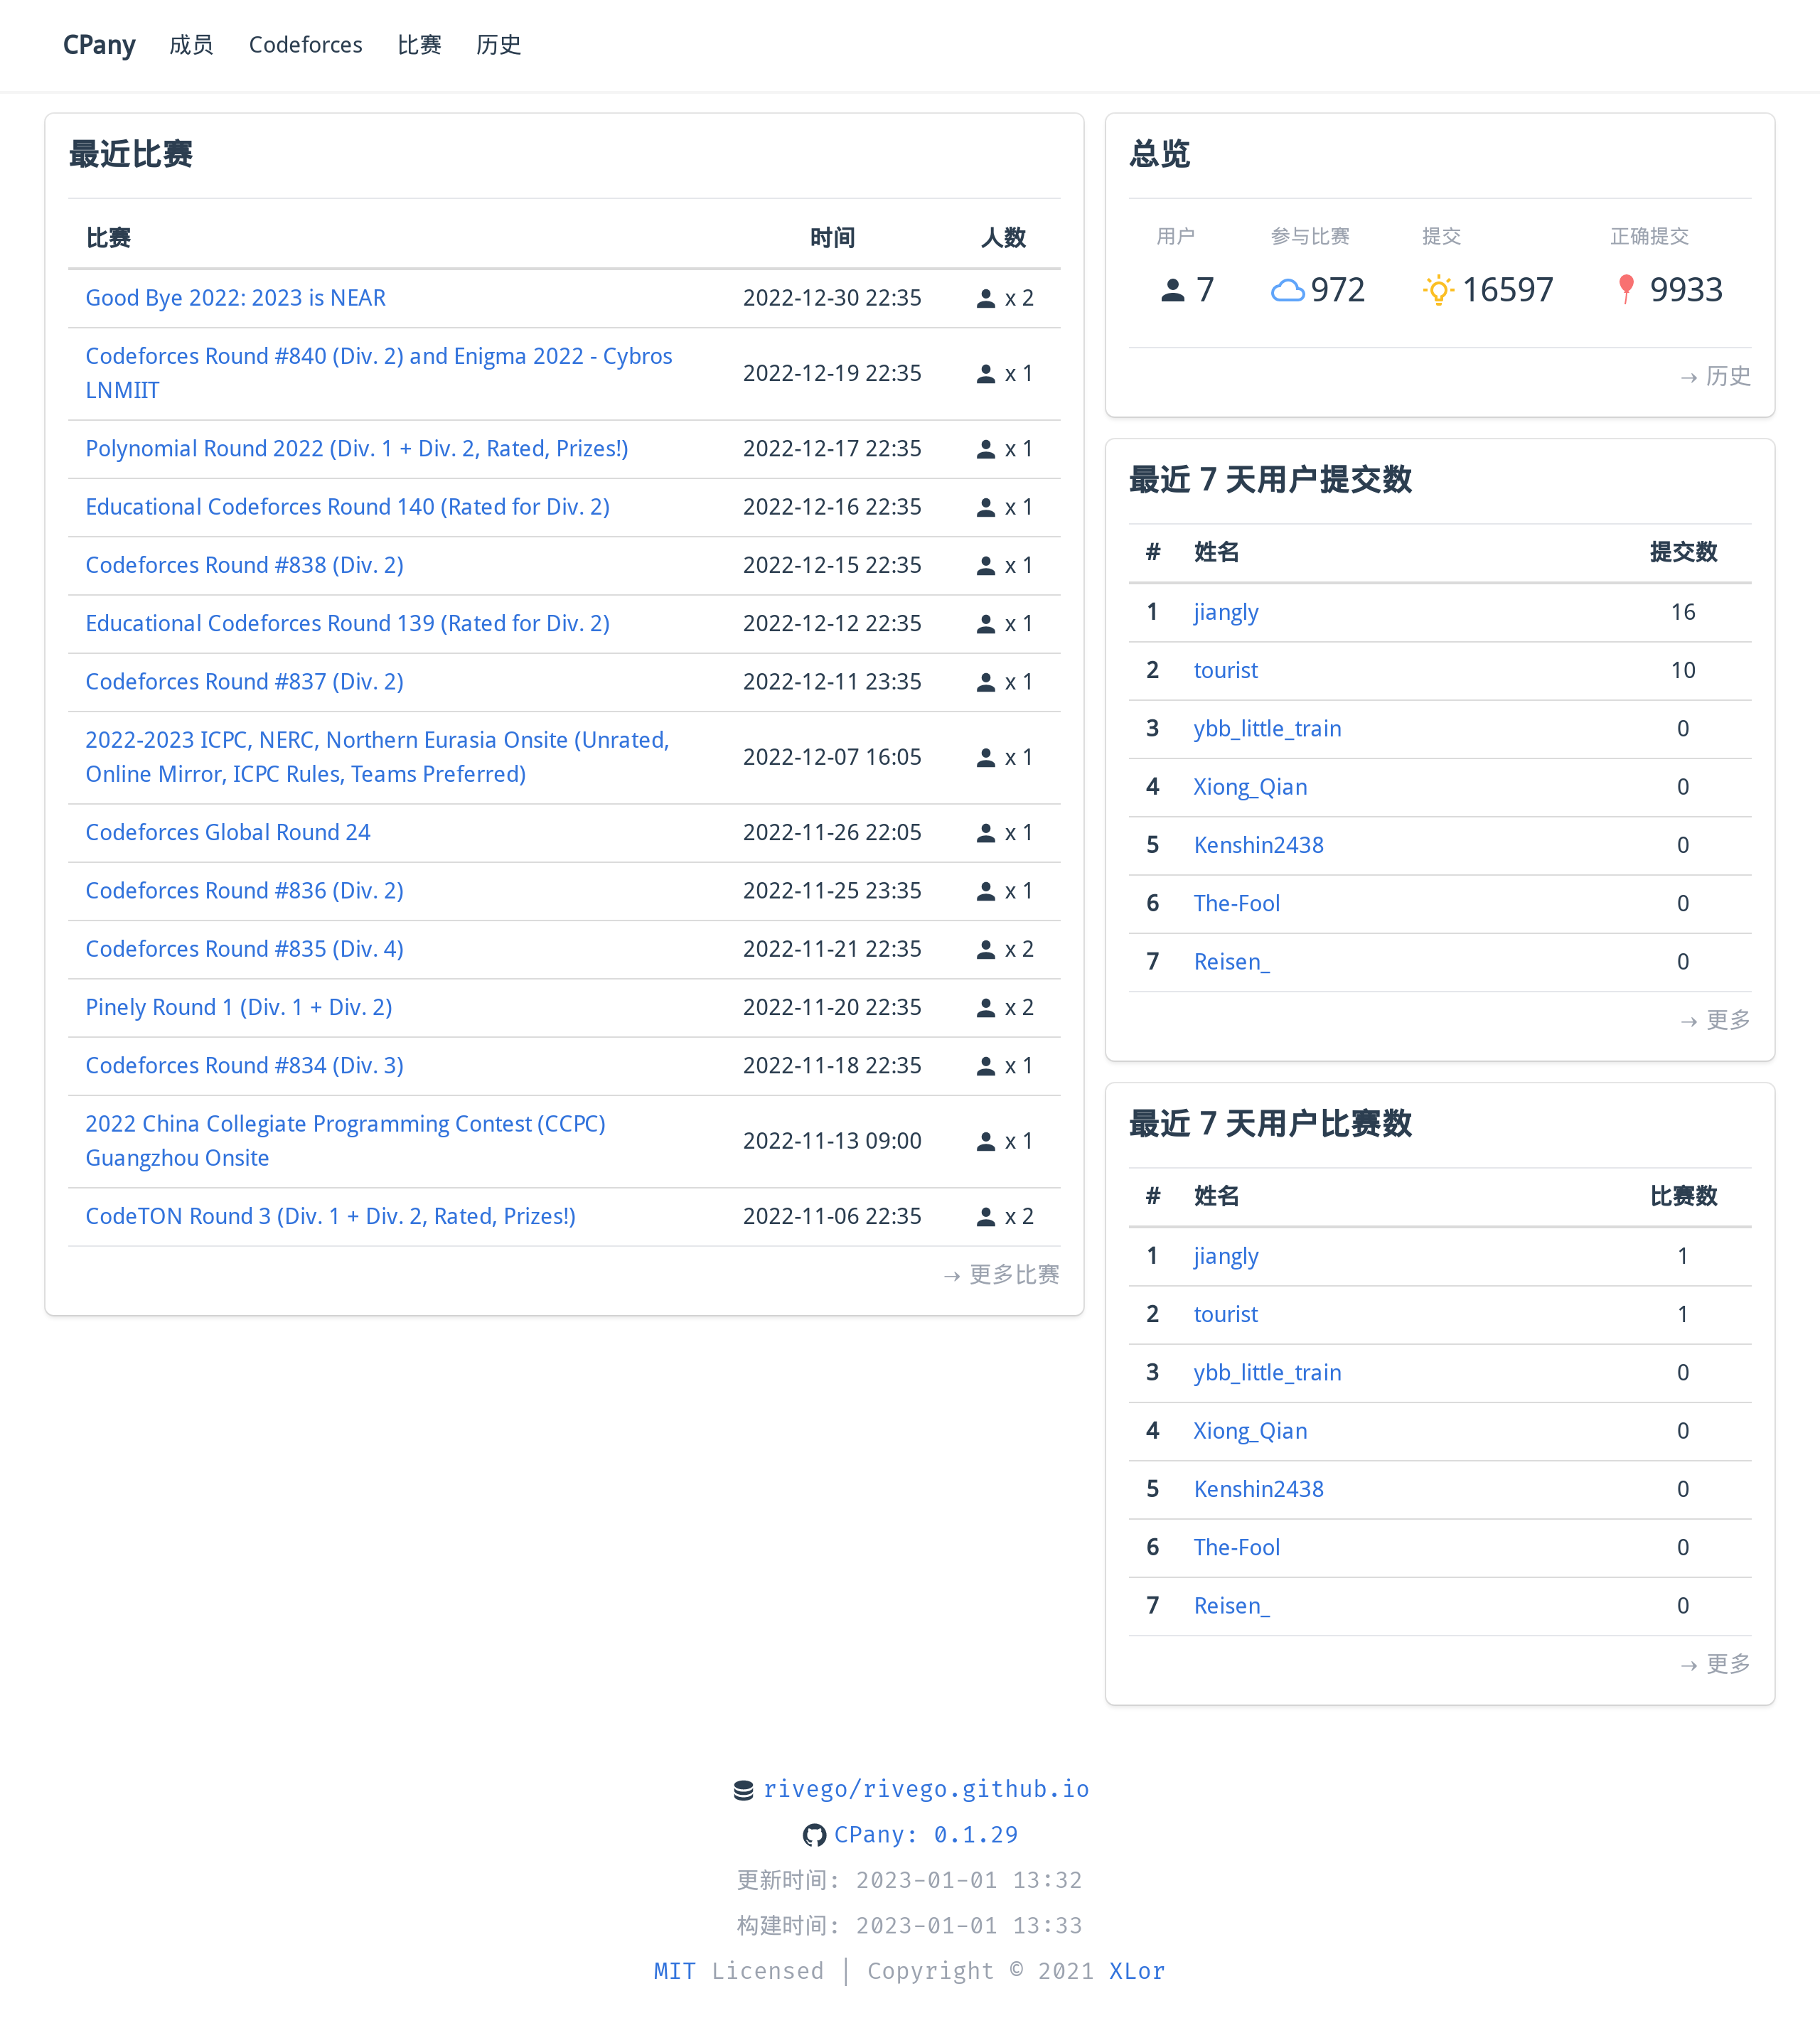 CPany 成员 Codeforces 比赛 历史
最近比赛
比赛 时间 人数
Good Bye 2022: 2023 is NEAR 2022-12-30 22:35 x 2
Codeforces Round #840 (Div. 2) and Enigma 2022 - Cybros
LNMIIT 2022-12-19 22:35 x 1
Polynomial Round 2022 (Div. 1 + Div. 2, Rated, Prizes!) 2022-12-17 22:35 x 1
Educational Codeforces Round 140 (Rated for Div. 2) 2022-12-16 22:35 x 1
Codeforces Round #838 (Div. 2) 2022-12-15 22:35 x 1
Educational Codeforces Round 139 (Rated for Div. 2) 2022-12-12 22:35 x 1
Codeforces Round #837 (Div. 2) 2022-12-11 23:35 x 1
2022-2023 ICPC, NERC, Northern Eurasia Onsite (Unrated,
Online Mirror, ICPC Rules, Teams Preferred) 2022-12-07 16:05 x 1
Codeforces Global Round 24 2022-11-26 22:05 x 1
Codeforces Round #836 (Div. 2) 2022-11-25 23:35 x 1
Codeforces Round #835 (Div. 4) 2022-11-21 22:35 x 2
Pinely Round 1 (Div. 1 + Div. 2) 2022-11-20 22:35 x 2
Codeforces Round #834 (Div. 3) 2022-11-18 22:35 x 1
2022 China Collegiate Programming Contest (CCPC)
Guangzhou Onsite 2022-11-13 09:00 x 1
CodeTON Round 3 (Div. 1 + Div. 2, Rated, Prizes!) 2022-11-06 22:35 x 2
→ 更多比赛
总览
用户 参与比赛 提交 正确提交
7 972 16597 9933
→ 历史
最近 7 天用户提交数
# 姓名 提交数
1 jiangly 16
2 tourist 10
3 ybb_little_train 0
4 Xiong_Qian 0
5 Kenshin2438 0
6 The-Fool 0
7 Reisen_ 0
→ 更多
最近 7 天用户比赛数
# 姓名 比赛数
1 jiangly 1
2 tourist 1
3 ybb_little_train 0
4 Xiong_Qian 0
5 Kenshin2438 0
6 The-Fool 0
7 Reisen_ 0
→ 更多
rivego/rivego.github.io
CPany: 0.1.29
更新时间: 2023-01-01 13:32
构建时间: 2023-01-01 13:33
MIT Licensed | Copyright © 2021 XLor